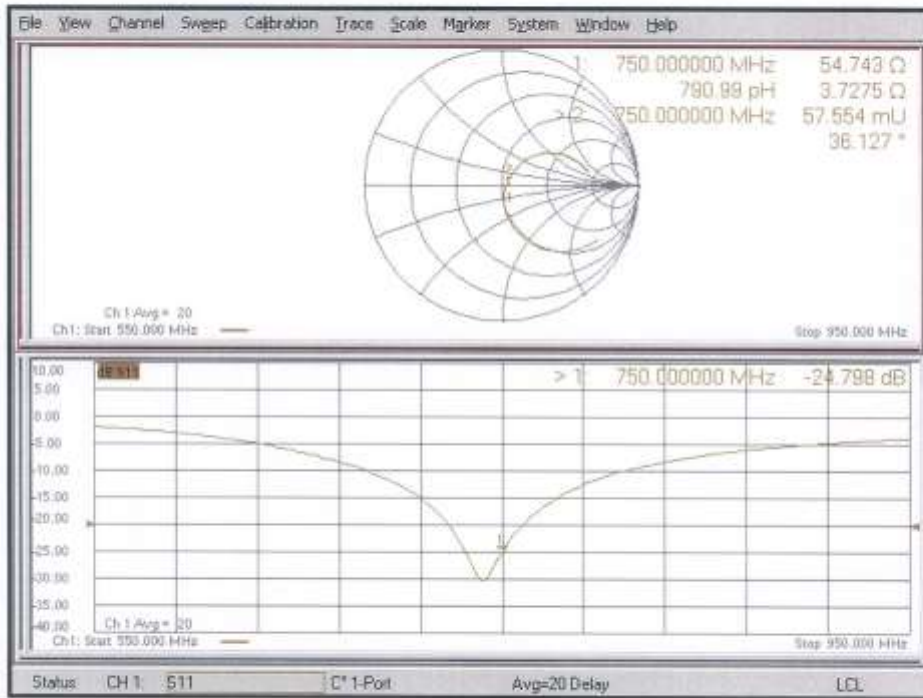 File View Channel Sweep Calibration Trace Scale Marker System Window Help
1 750.000000 MHz 54.743 Ω
790.99 pH 3.7275 Ω
> 2 750.000000 MHz 57.554 mU
36.127 °
Ch 1 Avg = 20
Ch1: Start 550.000 MHz
Stop 950.000 MHz
10.00
dB S11
> 1 750.000000 MHz -24.798 dB
5.00
0.00
-5.00
-10.00
-15.00
-20.00
-25.00
-30.00
-35.00
-40.00
1
Ch 1 Avg = 20
Ch1: Start 550.000 MHz
Stop 950.000 MHz
Status CH 1: S11 C* 1-Port Avg=20 Delay LCL